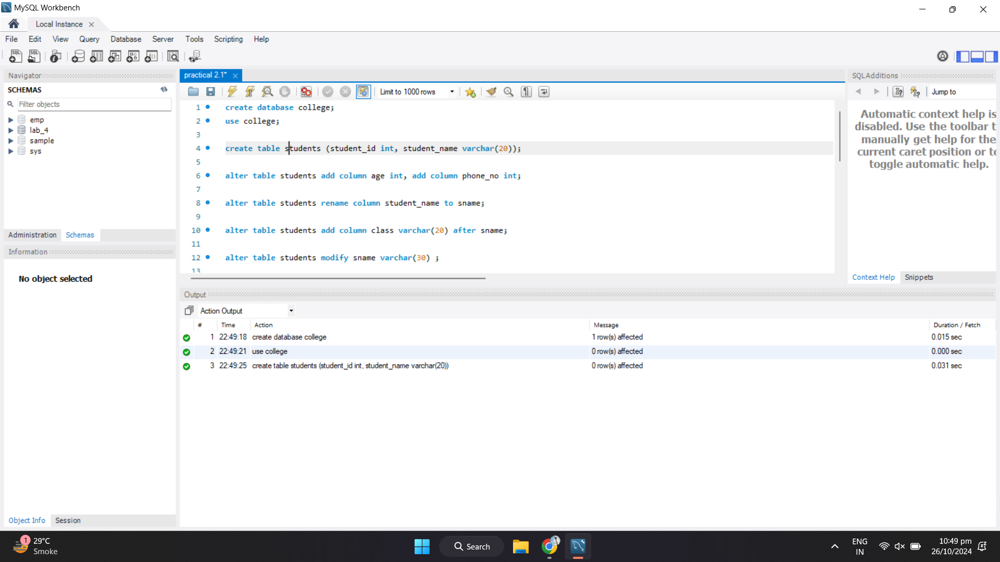 MySQL Workbench
Local Instance
File Edit View Query Database Server Tools Scripting Help
Navigator
SCHEMAS
Filter objects
emp
lab_4
sample
sys
Administration Schemas
Information
No object selected
Object Info Session
practical 2.1*
Limit to 1000 rows
1 create database college;
2 use college;
3
4 create table students (student_id int, student_name varchar(20));
5
6 alter table students add column age int, add column phone_no int;
7
8 alter table students rename column student_name to sname;
9
10 alter table students add column class varchar(20) after sname;
11
12 alter table students modify sname varchar(30) ;
13
SQLAdditions
Jump to
Automatic context help is
disabled. Use the toolbar t
manually get help for the
current caret position or to
toggle automatic help.
Context Help Snippets
Output
Action Output
# Time Action Message Duration / Fetch
1 22:49:18 create database college 1 row(s) affected 0.015 sec
2 22:49:21 use college 0 row(s) affected 0.000 sec
3 22:49:25 create table students (student_id int, student_name varchar(20)) 0 row(s) affected 0.031 sec
1
29°C
Smoke
Search
ENG
IN
10:49 pm
26/10/2024